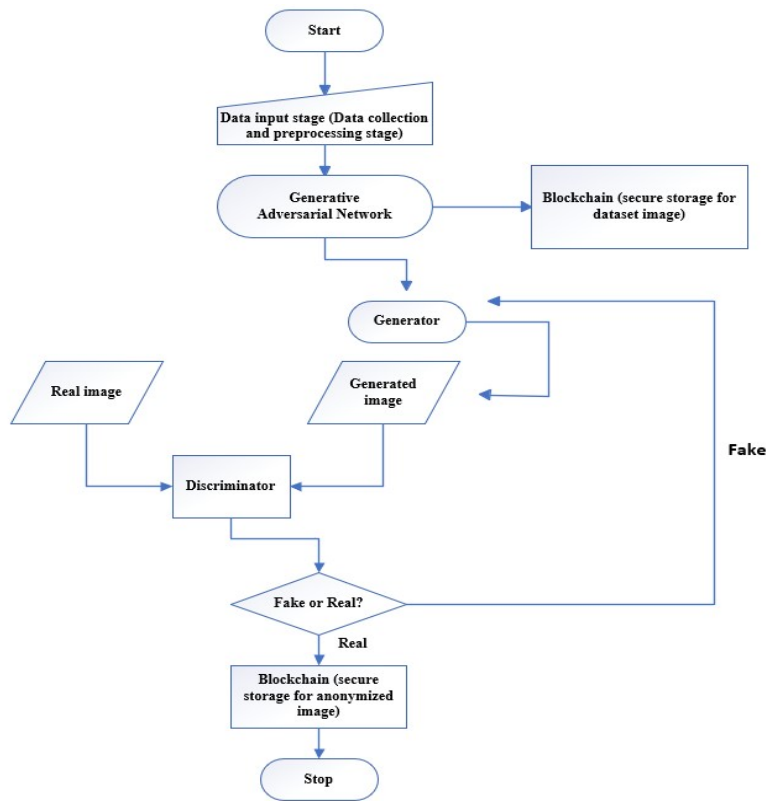 Start
Data input stage (Data collection
and preprocessing stage)
Generative
Adversarial Network
Blockchain (secure storage for
dataset image)
Generator
Real image
Generated
image
Fake
Discriminator
Fake or Real?
Real
Blockchain (secure
storage for anonymized
image)
Stop